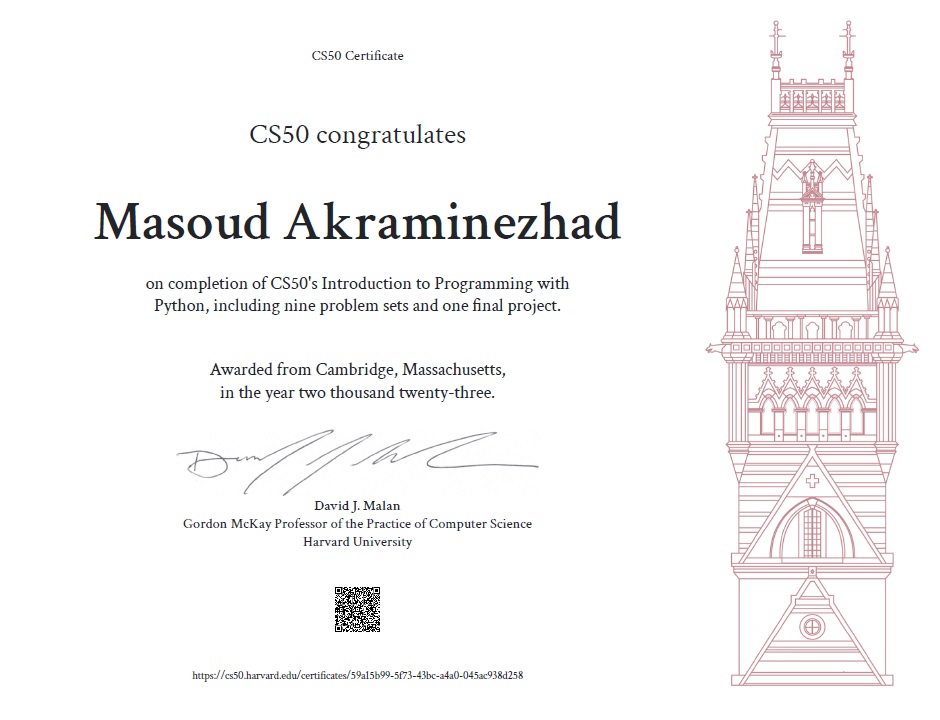 CS50 Certificate
CS50 congratulates
Masoud Akraminezhad
on completion of CS50's Introduction to Programming with
Python, including nine problem sets and one final project.
Awarded from Cambridge, Massachusetts,
in the year two thousand twenty-three.
David J. Malan
Gordon McKay Professor of the Practice of Computer Science
Harvard University
https://cs50.harvard.edu/certificates/59a15b99-5f73-43bc-a4a0-045ac938d258